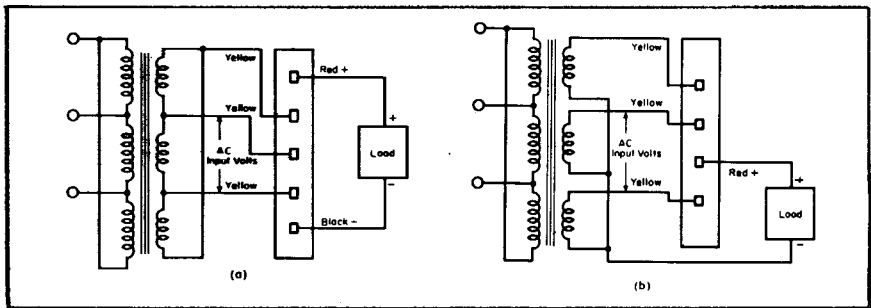 Yellow
Red +
Yellow
+
AC
Input Volts
Load
Yellow
-
Black -
(a)
Yellow
Yellow
AC
Input Volts
Red +
+
Yellow
Load
-
(b)